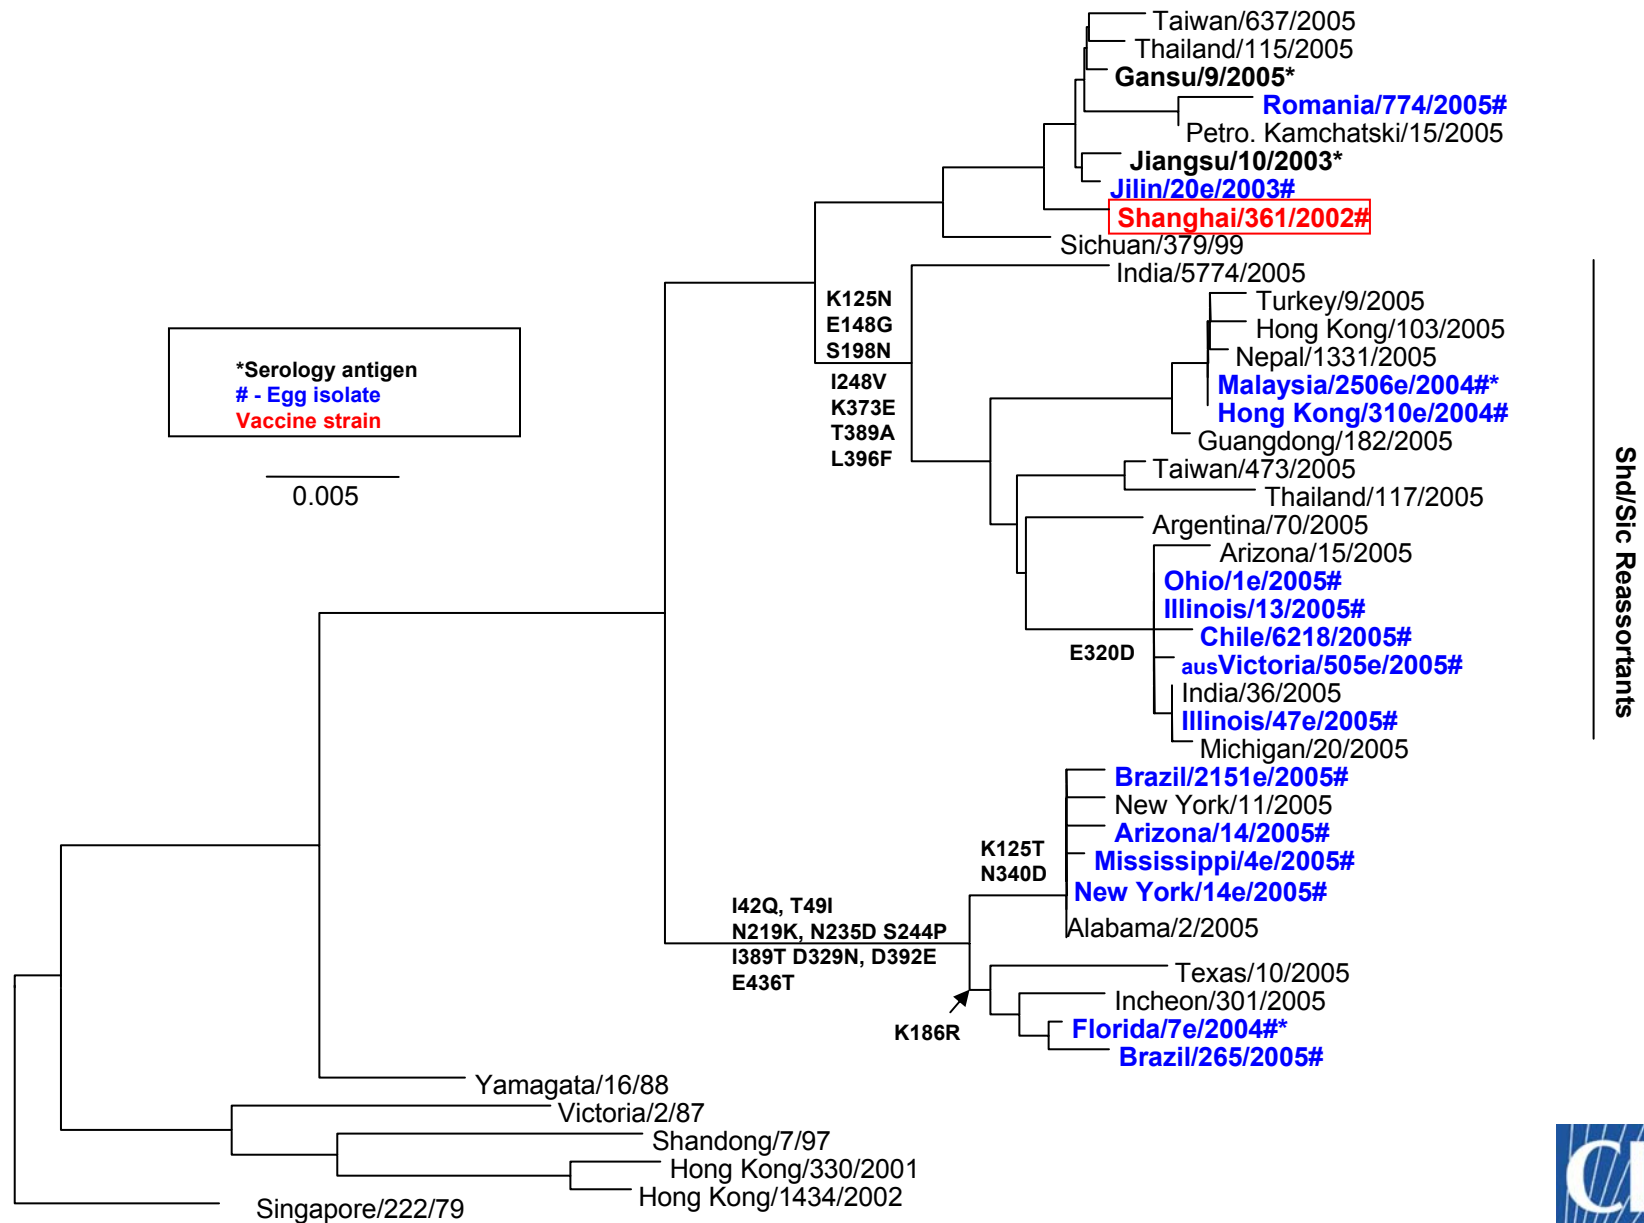 Taiwan/637/2005
Thailand/115/2005
Gansu/9/2005*
Romania/774/2005#
Petro. Kamchatski/15/2005
Jiangsu/10/2003*
Jilin/20e/2003#
Shanghai/361/2002#
Sichuan/379/99
India/5774/2005
K125N
E148G
S198N
I248V
K373E
T389A
L396F
Turkey/9/2005
Hong Kong/103/2005
Nepal/1331/2005
Malaysia/2506e/2004#*
Hong Kong/310e/2004#
Guangdong/182/2005
*Serology antigen
# - Egg isolate
Vaccine strain
0.005
Taiwan/473/2005
Thailand/117/2005
Argentina/70/2005
Arizona/15/2005
Ohio/1e/2005#
Illinois/13/2005#
Chile/6218/2005#
E320D
ausVictoria/505e/2005#
India/36/2005
Illinois/47e/2005#
Michigan/20/2005
Shd/Sic Reassortants
Brazil/2151e/2005#
New York/11/2005
Arizona/14/2005#
K125T
N340D
Mississippi/4e/2005#
New York/14e/2005#
Alabama/2/2005
I42Q, T49I
N219K, N235D S244P
I389T D329N, D392E
E436T
Texas/10/2005
Incheon/301/2005
K186R
Florida/7e/2004#*
Brazil/265/2005#
Yamagata/16/88
Victoria/2/87
Shandong/7/97
Hong Kong/330/2001
Hong Kong/1434/2002
Singapore/222/79